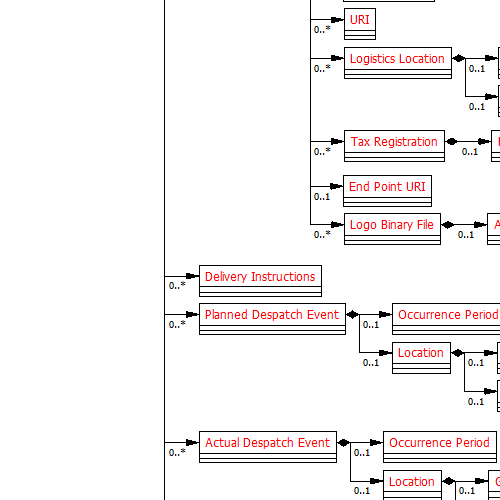 URI
0..*
Logistics Location
0..*
0..1
0..1
Tax Registration
0..*
0..1
End Point URI
0..1
Logo Binary File
0..*
0..1
Delivery Instructions
0..*
Planned Despatch Event
0..*
Occurrence Period
0..1
Location
0..1
0..1
0..1
Actual Despatch Event
0..*
Occurrence Period
0..1
Location
0..1
0..1